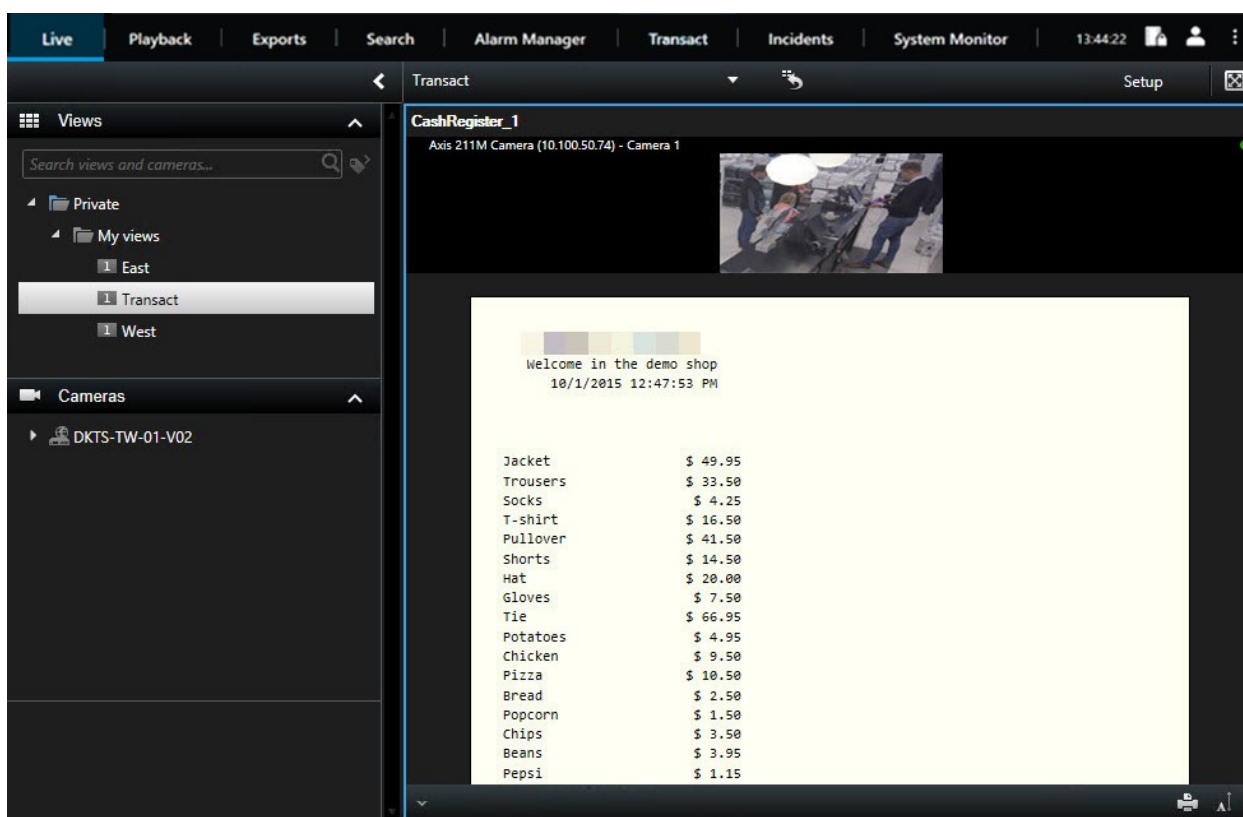 Live Playback Exports Search Alarm Manager Transact Incidents System Monitor 13:44:22
Transact Setup
Views
Search views and cameras...
Private
My views
1 East
1 Transact
1 West
Cameras
DKTS-TW-01-V02
CashRegister_1
Axis 211M Camera (10.100.50.74) - Camera 1
Welcome in the demo shop
10/1/2015 12:47:53 PM
Jacket $ 49.95
Trousers $ 33.50
Socks $ 4.25
T-shirt $ 16.50
Pullover $ 41.50
Shorts $ 14.50
Hat $ 20.00
Gloves $ 7.50
Tie $ 66.95
Potatoes $ 4.95
Chicken $ 9.50
Pizza $ 10.50
Bread $ 2.50
Popcorn $ 1.50
Chips $ 3.50
Beans $ 3.95
Pepsi $ 1.15
A